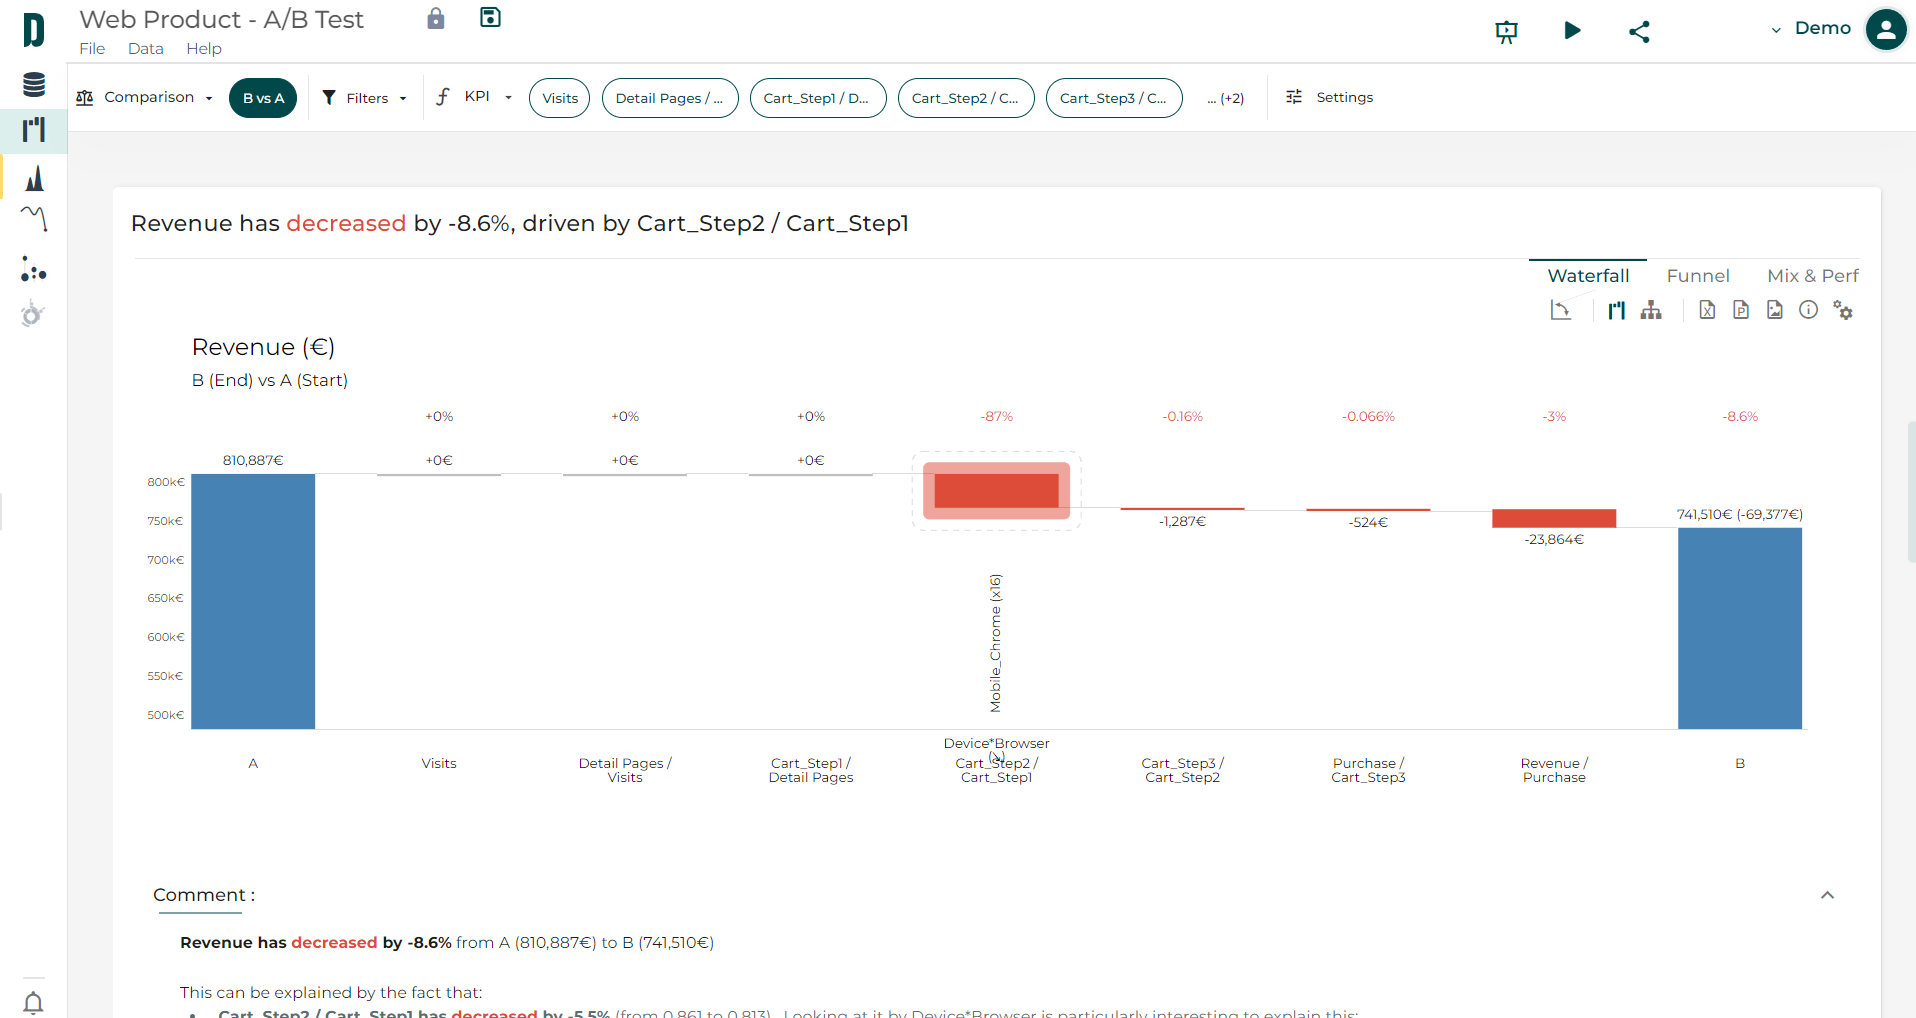 Web Product - A/B Test
File Data Help
Demo
Comparison
B vs A
Filters
KPI
Visits
Detail Pages / ...
Cart_Step1 / D...
Cart_Step2 / C...
Cart_Step3 / C...
... (+2)
Settings
Revenue has decreased by -8.6%, driven by Cart_Step2 / Cart_Step1
Waterfall Funnel Mix & Perf
Revenue (€)
B (End) vs A (Start)
+0% +0% +0% -87% -0.16% -0.066% -3% -8.6%
810,887€ +0€ +0€ +0€
800k€
741,510€ (-69,377€)
750k€
-1,287€ -524€
-23,864€
700k€
650k€
600k€
550k€
500k€
Mobile_Chrome (x16)
Device*Browser
(↘)
A
Visits
Detail Pages /
Visits
Cart_Step1 /
Detail Pages
Cart_Step2 /
Cart_Step1
Cart_Step3 /
Cart_Step2
Purchase /
Cart_Step3
Revenue /
Purchase
B
Comment :
Revenue has decreased by -8.6% from A (810,887€) to B (741,510€)
This can be explained by the fact that:
• Cart_Step2 / Cart_Step1 has decreased by -5.5% (from 0.861 to 0.813). Looking at it by Device*Browser is particularly interesting to explain this: